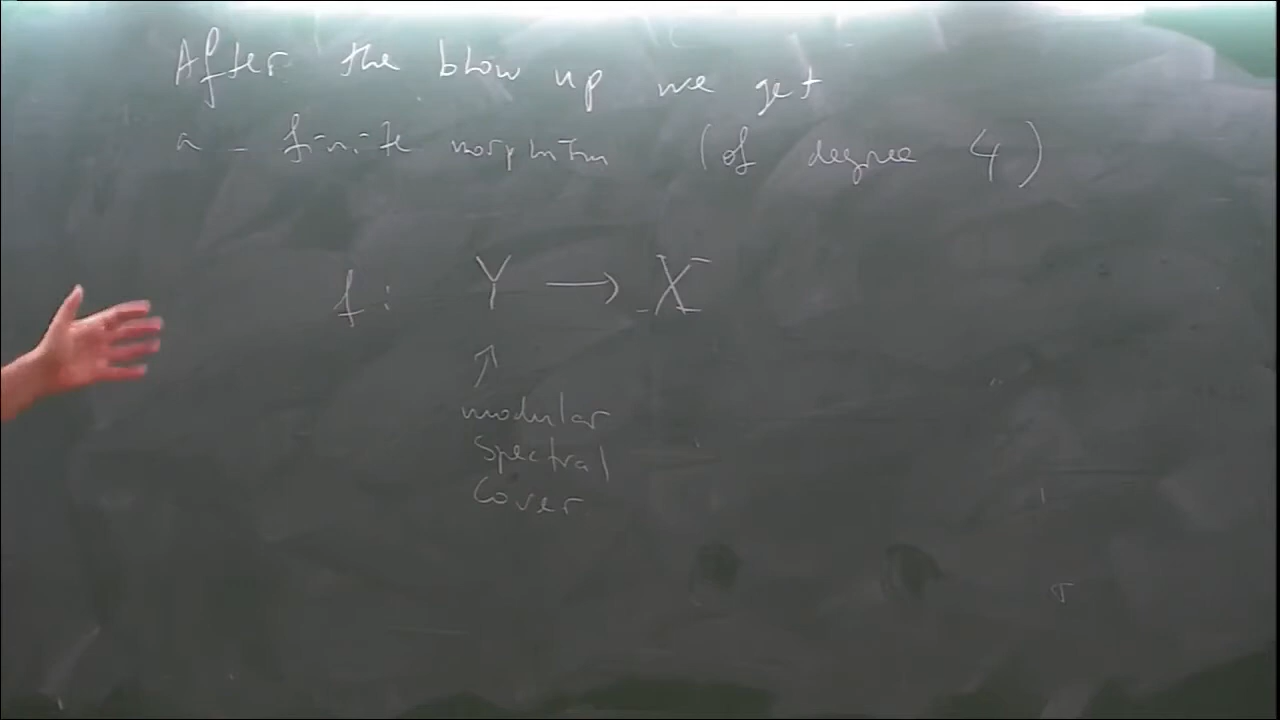 After the blow up we get
a finite morphism (of degree 4)
f: Y → X
↑
modular
spectral
cover